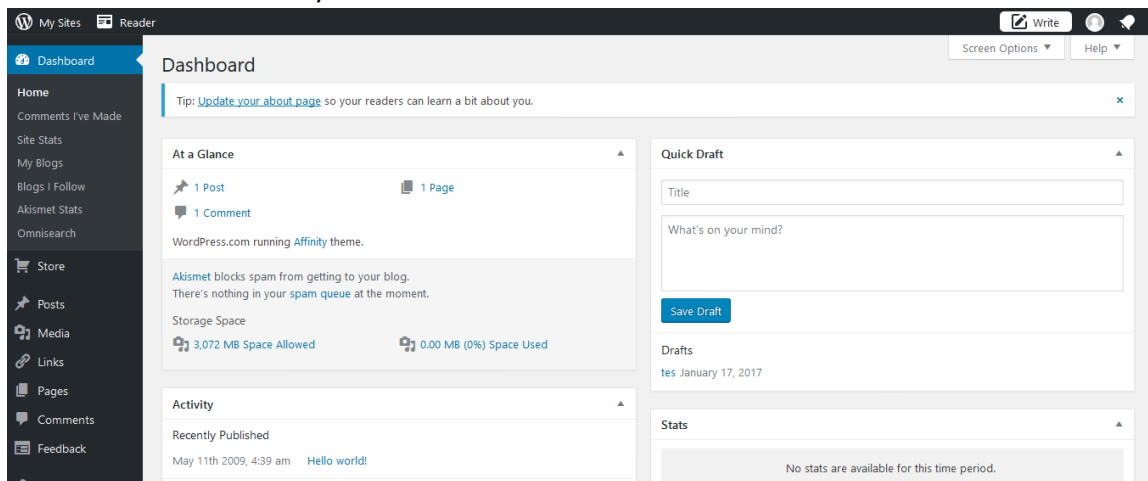 My Sites Reader Write
Screen Options ▼ Help ▼
Dashboard
Home
Comments I've Made
Site Stats
My Blogs
Blogs I Follow
Akismet Stats
Omnisearch
Store
Posts
Media
Links
Pages
Comments
Feedback
Dashboard
Tip: Update your about page so your readers can learn a bit about you.
At a Glance
1 Post 1 Page
1 Comment
WordPress.com running Affinity theme.
Akismet blocks spam from getting to your blog.
There's nothing in your spam queue at the moment.
Storage Space
3,072 MB Space Allowed 0.00 MB (0%) Space Used
Activity
Recently Published
May 11th 2009, 4:39 am Hello world!
Quick Draft
Title
What's on your mind?
Save Draft
Drafts
tes January 17, 2017
Stats
No stats are available for this time period.